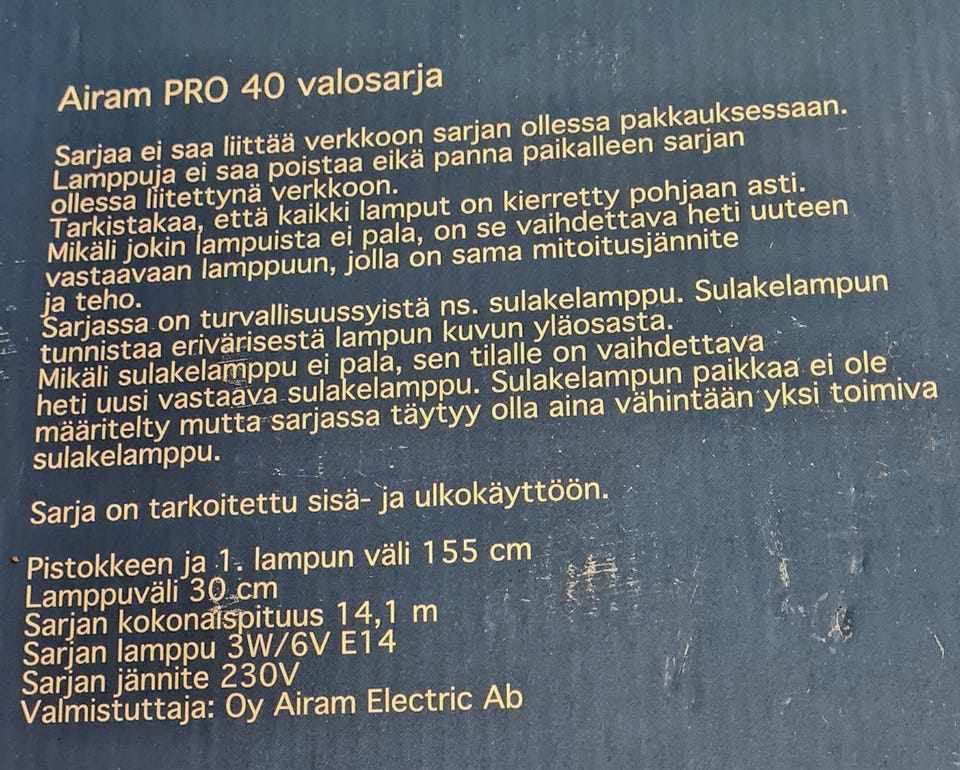 Airam PRO 40 valosarja
Sarjaa ei saa liittää verkkoon sarjan ollessa pakkauksessaan.
Lamppuja ei saa poistaa eikä panna paikalleen sarjan
ollessa liitettynä verkkoon.
Tarkistakaa, että kaikki lamput on kierretty pohjaan asti.
Mikäli jokin lampuista ei pala, on se vaihdettava heti uuteen
vastaavaan lamppuun, jolla on sama mitoitusjännite
ja teho.
Sarjassa on turvallisuussyistä ns. sulakelamppu. Sulakelampun
tunnistaa erivärisestä lampun kuvun yläosasta.
Mikäli sulakelamppu ei pala, sen tilalle on vaihdettava
heti uusi vastaava sulakelamppu. Sulakelampun paikkaa ei ole
määritelty mutta sarjassa täytyy olla aina vähintään yksi toimiva
sulakelamppu.
Sarja on tarkoitettu sisä- ja ulkokäyttöön.
Pistokkeen ja 1. lampun väli 155 cm
Lamppuväli 30 cm
Sarjan kokonaispituus 14,1 m
Sarjan lamppu 3W/6V E14
Sarjan jännite 230V
Valmistuttaja: Oy Airam Electric Ab